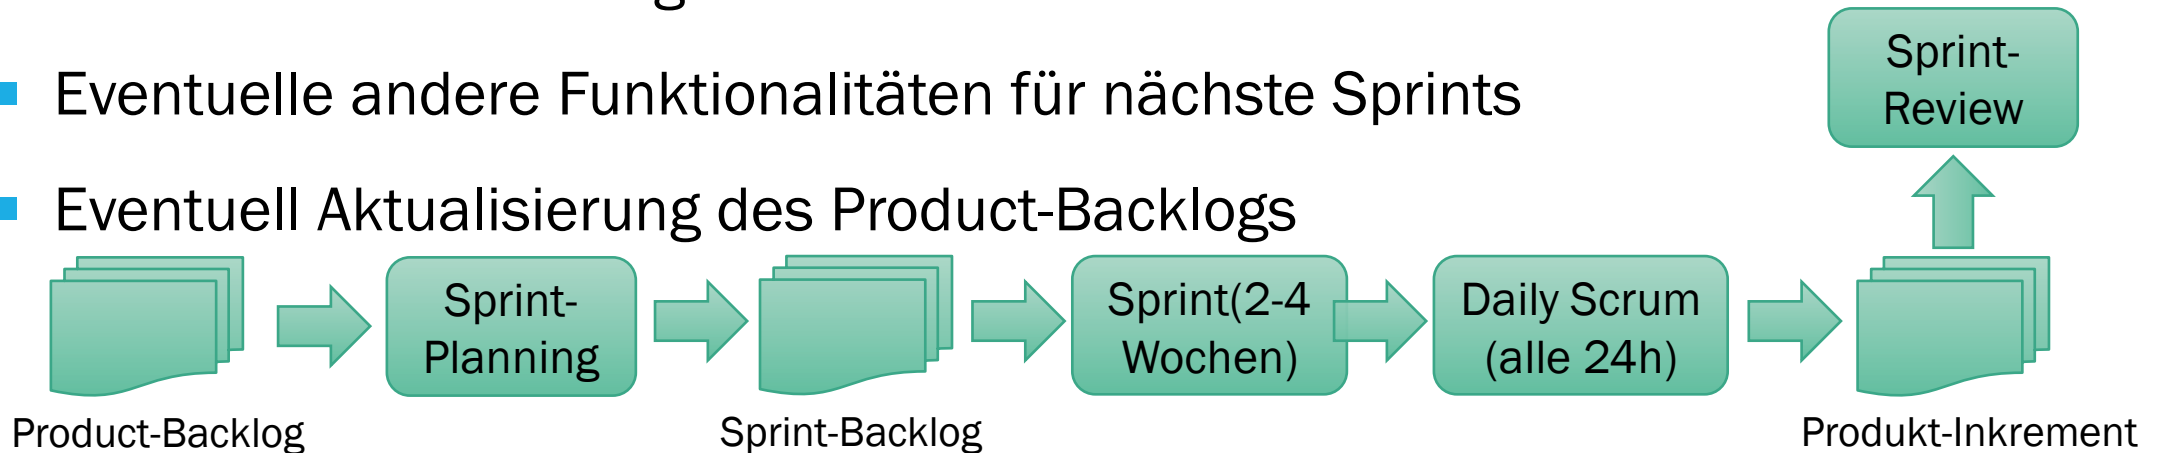 Eventuelle andere Funktionalitäten für nächste Sprints
Eventuell Aktualisierung des Product-Backlogs
Sprint-
Review
Sprint-
Planning
Sprint(2-4
Wochen)
Daily Scrum
(alle 24h)
Product-Backlog
Sprint-Backlog
Produkt-Inkrement